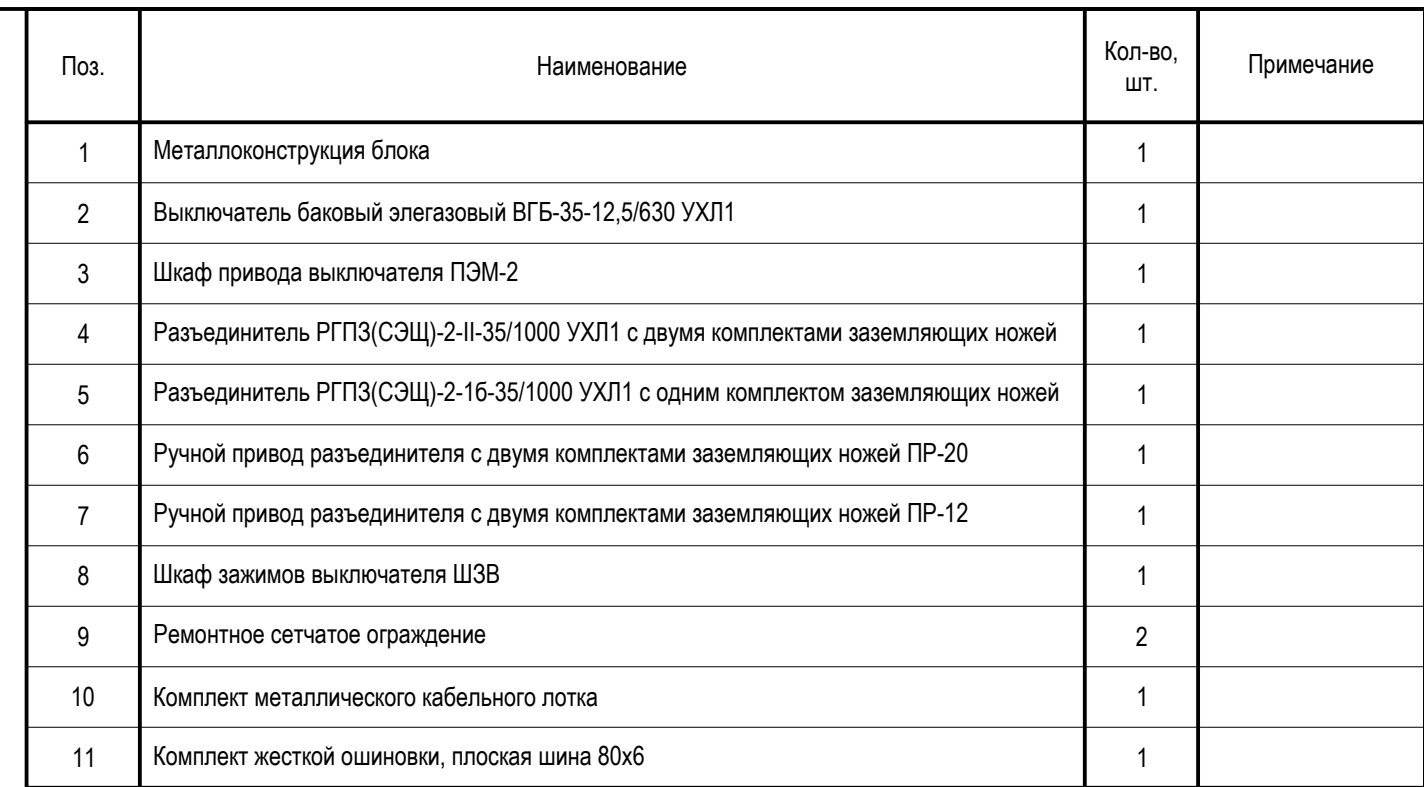 Поз. Наименование Кол-во, шт. Примечание
1 Металлоконструкция блока 1
2 Выключатель баковый элегазовый ВГБ-35-12,5/630 УХЛ1 1
3 Шкаф привода выключателя ПЭМ-2 1
4 Разъединитель РГПЗ(СЭЩ)-2-II-35/1000 УХЛ1 с двумя комплектами заземляющих ножей 1
5 Разъединитель РГПЗ(СЭЩ)-2-1б-35/1000 УХЛ1 с одним комплектом заземляющих ножей 1
6 Ручной привод разъединителя с двумя комплектами заземляющих ножей ПР-20 1
7 Ручной привод разъединителя с двумя комплектами заземляющих ножей ПР-12 1
8 Шкаф зажимов выключателя ШЗВ 1
9 Ремонтное сетчатое ограждение 2
10 Комплект металлического кабельного лотка 1
11 Комплект жесткой ошиновки, плоская шина 80х6 1